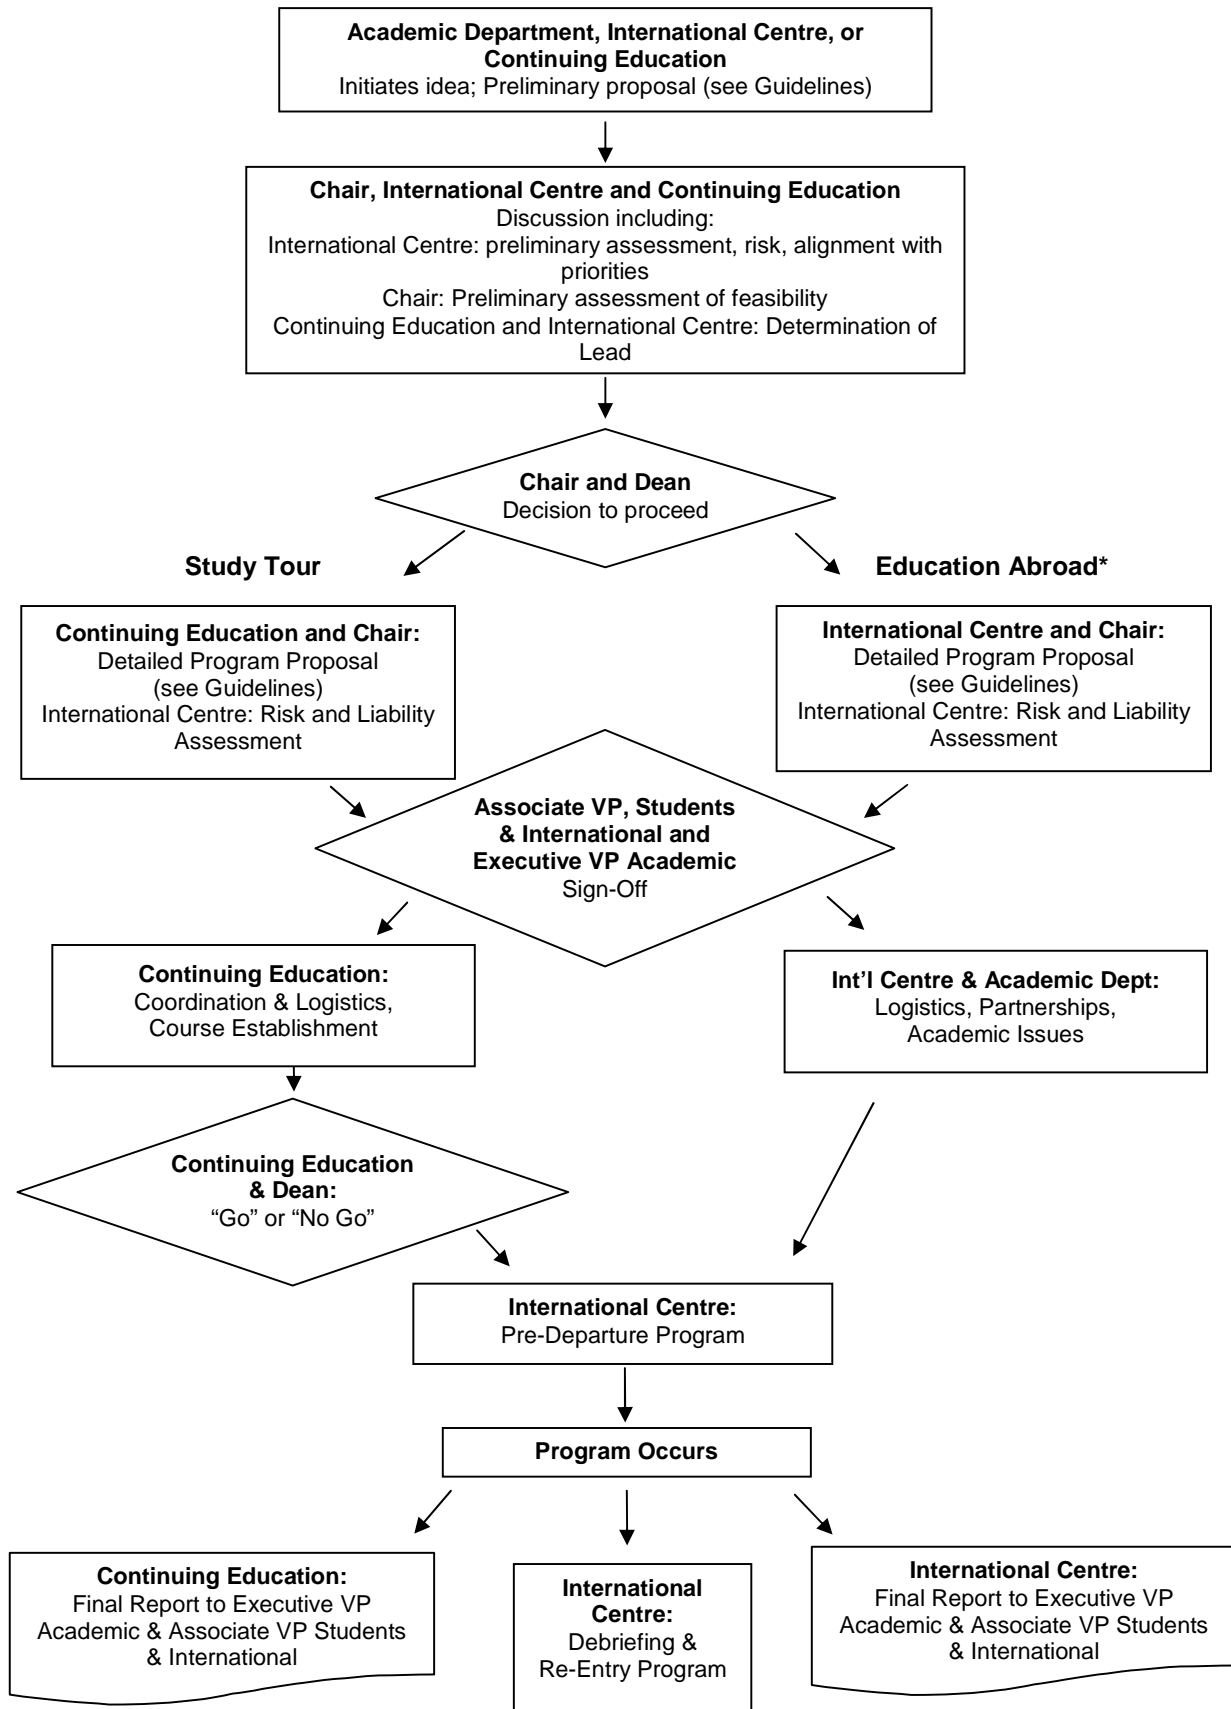 Academic Department, International Centre, or
Continuing Education
Initiates idea; Preliminary proposal (see Guidelines)
Chair, International Centre and Continuing Education
Discussion including:
International Centre: preliminary assessment, risk, alignment with
priorities
Chair: Preliminary assessment of feasibility
Continuing Education and International Centre: Determination of
Lead
Chair and Dean
Decision to proceed
Study Tour
Education Abroad*
Continuing Education and Chair:
Detailed Program Proposal
(see Guidelines)
International Centre: Risk and Liability
Assessment
International Centre and Chair:
Detailed Program Proposal
(see Guidelines)
International Centre: Risk and Liability
Assessment
Associate VP, Students
& International and
Executive VP Academic
Sign-Off
Continuing Education:
Coordination & Logistics,
Course Establishment
Int'l Centre & Academic Dept:
Logistics, Partnerships,
Academic Issues
Continuing Education
& Dean:
“Go” or “No Go”
International Centre:
Pre-Departure Program
Program Occurs
Continuing Education:
Final Report to Executive VP
Academic & Associate VP Students
& International
International
Centre:
Debriefing &
Re-Entry Program
International Centre:
Final Report to Executive VP
Academic & Associate VP Students
& International